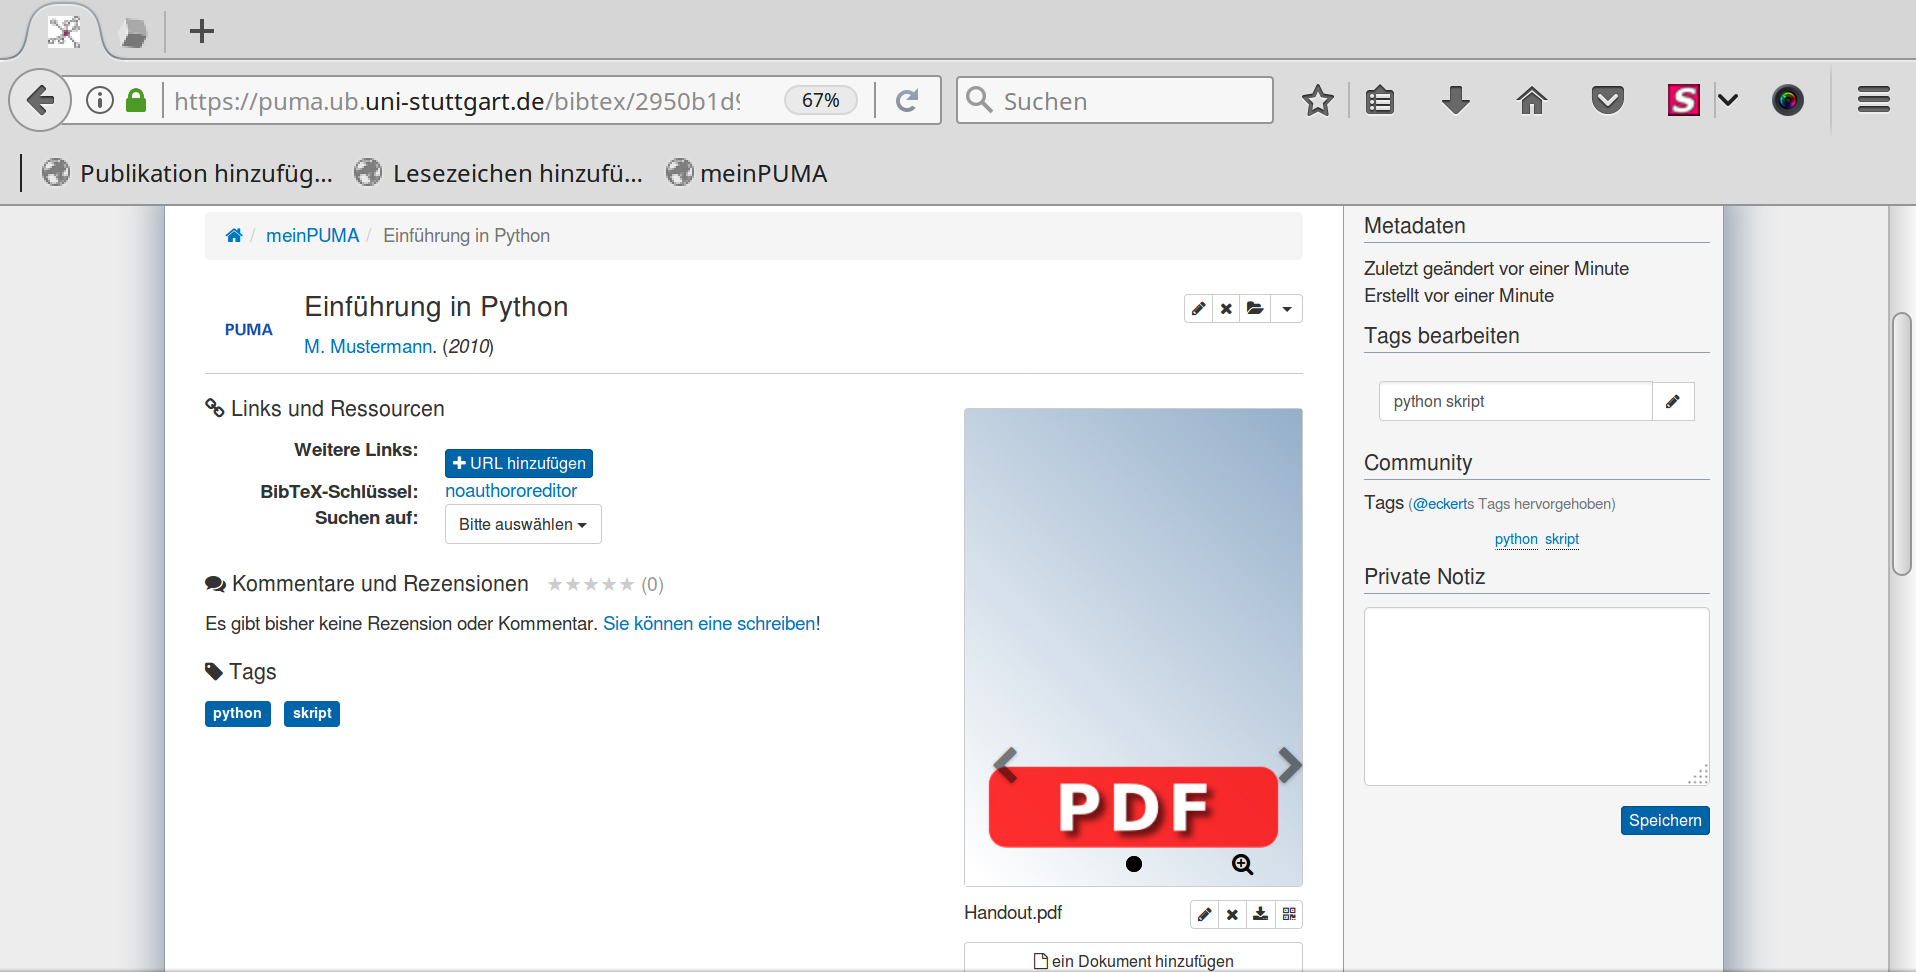 https://puma.ub.uni-stuttgart.de/bibtex/2950b1d9
67%
Suchen
Publikation hinzufüg...
Lesezeichen hinzufü...
meinPUMA
/ meinPUMA / Einführung in Python
PUMA
Einführung in Python
M. Mustermann. (2010)
Links und Ressourcen
Weitere Links:
URL hinzufügen
BibTeX-Schlüssel:
noauthororeditor
Suchen auf:
Bitte auswählen
Kommentare und Rezensionen (0)
Es gibt bisher keine Rezension oder Kommentar. Sie können eine schreiben!
Tags
python skript
PDF
Handout.pdf
ein Dokument hinzufügen
Metadaten
Zuletzt geändert vor einer Minute
Erstellt vor einer Minute
Tags bearbeiten
python skript
Community
Tags (@eckerts Tags hervorgehoben)
python skript
Private Notiz
Speichern